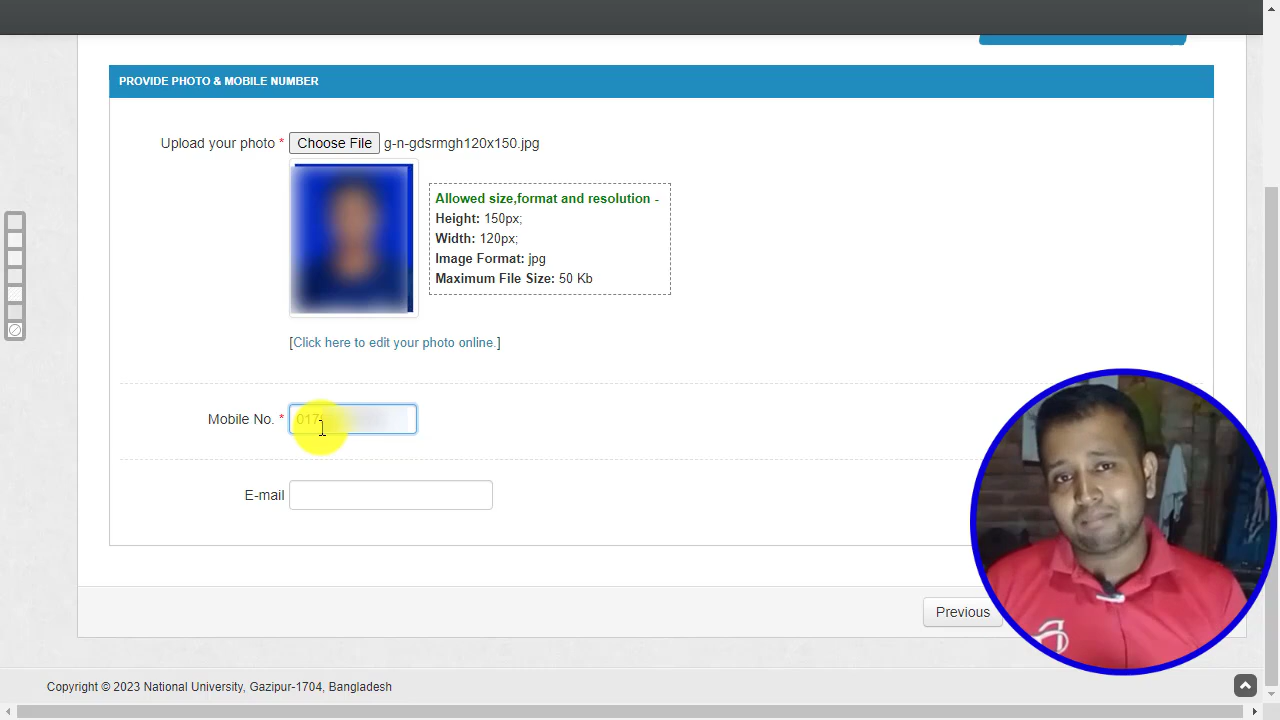 PROVIDE PHOTO & MOBILE NUMBER
Upload your photo * Choose File g-n-gdsrmgh120x150.jpg
Allowed size,format and resolution -
Height: 150px;
Width: 120px;
Image Format: jpg
Maximum File Size: 50 Kb
[Click here to edit your photo online.]
Mobile No. * 017
E-mail
Previous
Copyright © 2023 National University, Gazipur-1704, Bangladesh